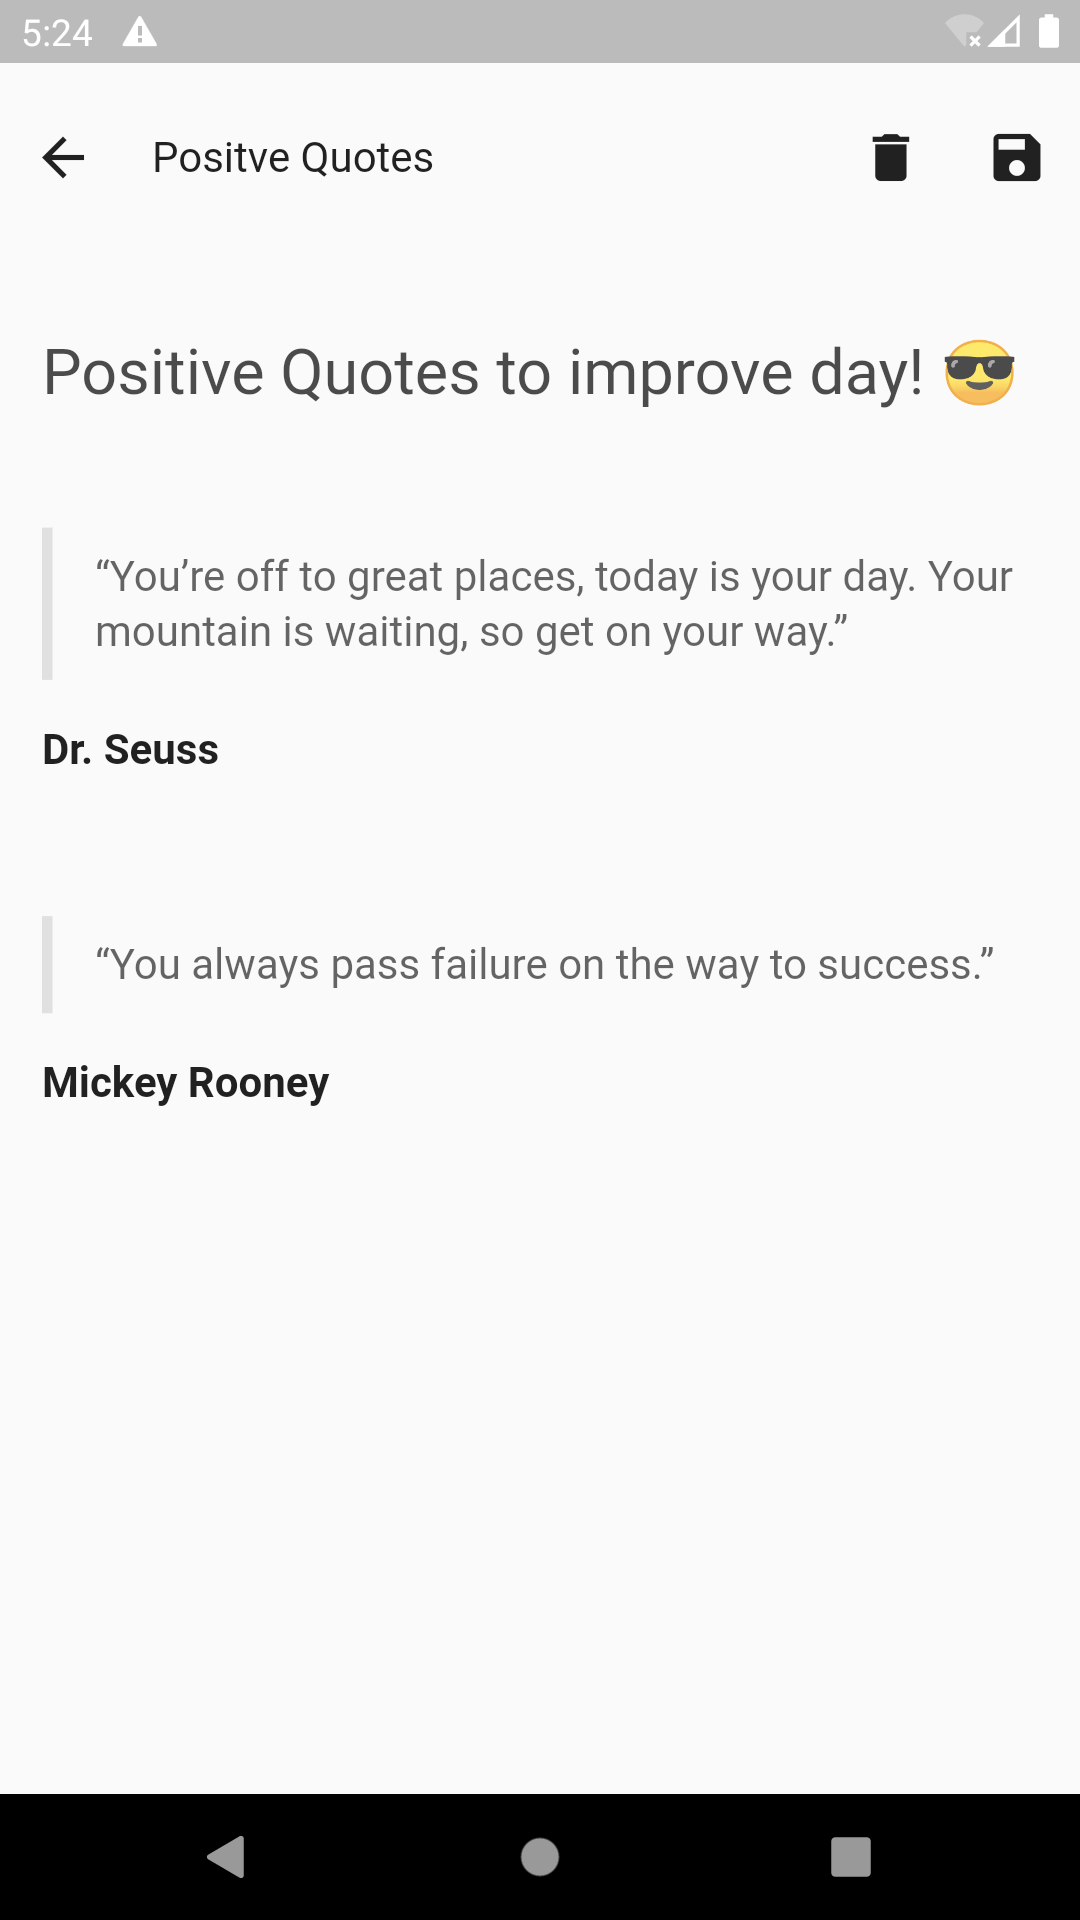 5:24
Positve Quotes
Positive Quotes to improve day! 😎
“You’re off to great places, today is your day. Your
mountain is waiting, so get on your way.”
Dr. Seuss
“You always pass failure on the way to success.”
Mickey Rooney